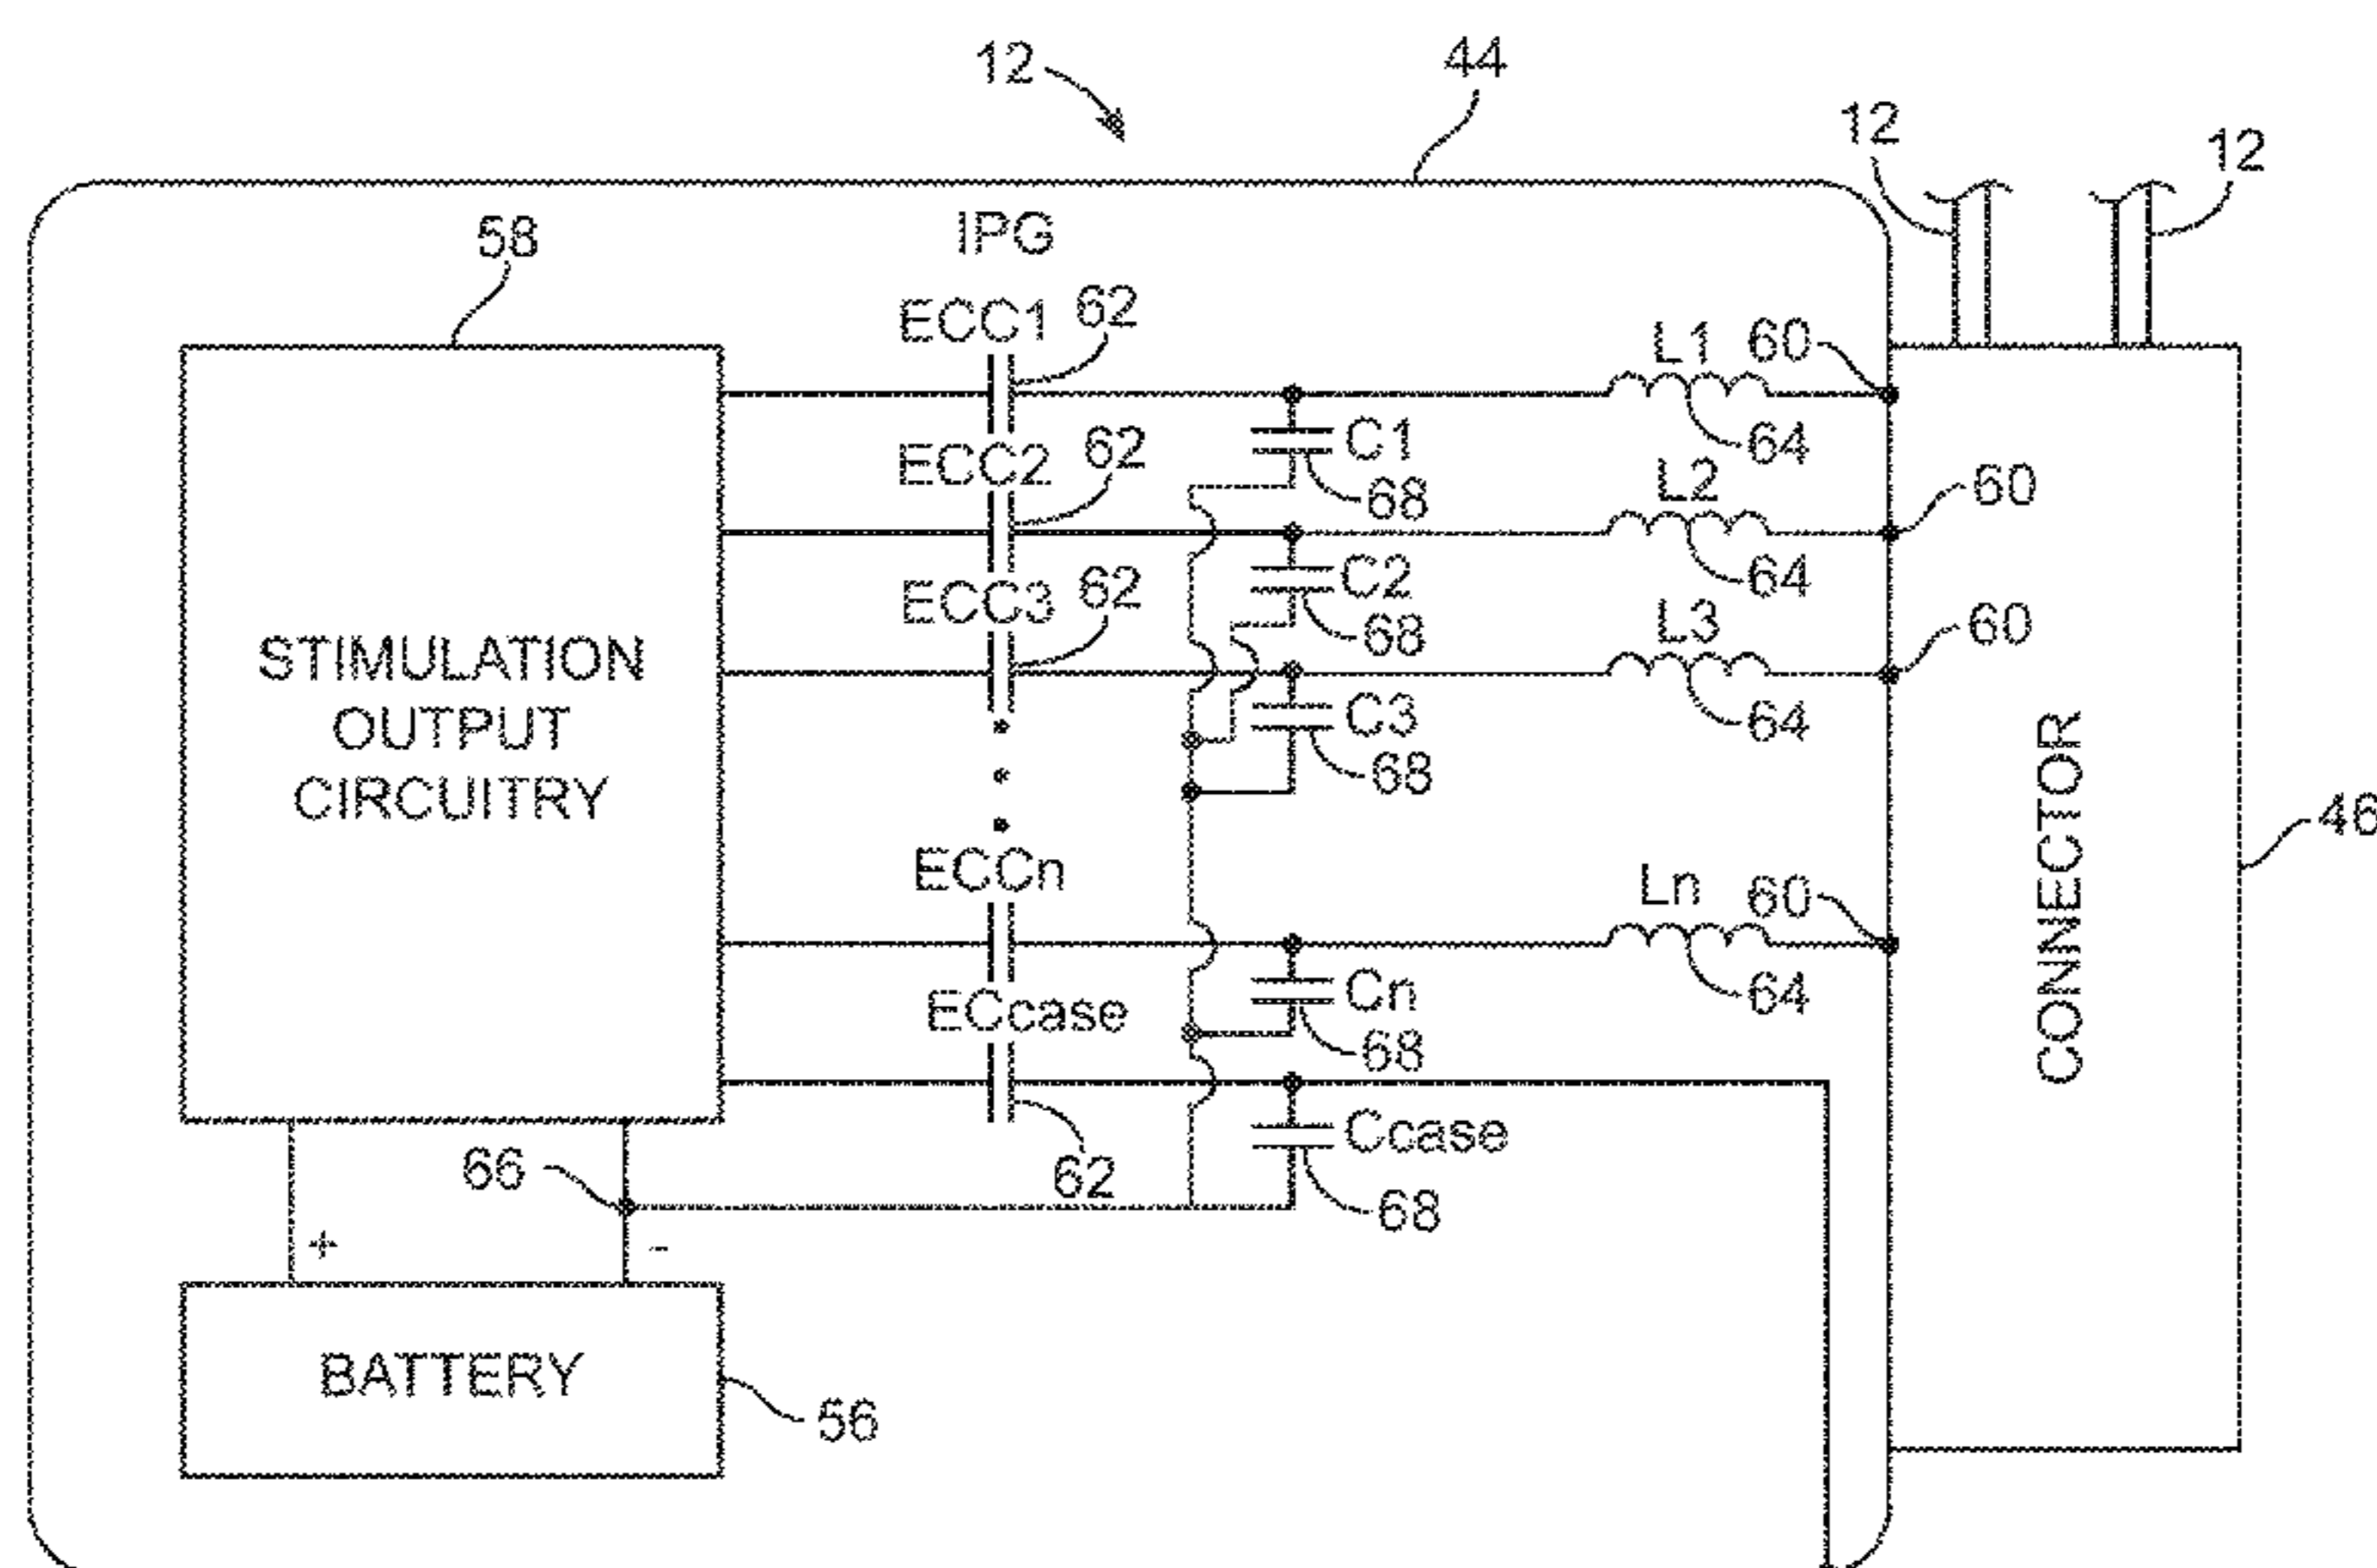 12
44
12
12
IPG
58
ECC1
62
L1
60
C1
64
68
ECC2
62
L2
60
C2
64
68
ECC3
62
L3
60
C3
64
68
STIMULATION
OUTPUT
CIRCUITRY
CONNECTOR
46
ECCn
Ln
60
Cn
64
68
ECcase
Ccase
62
68
66
+
-
BATTERY
56